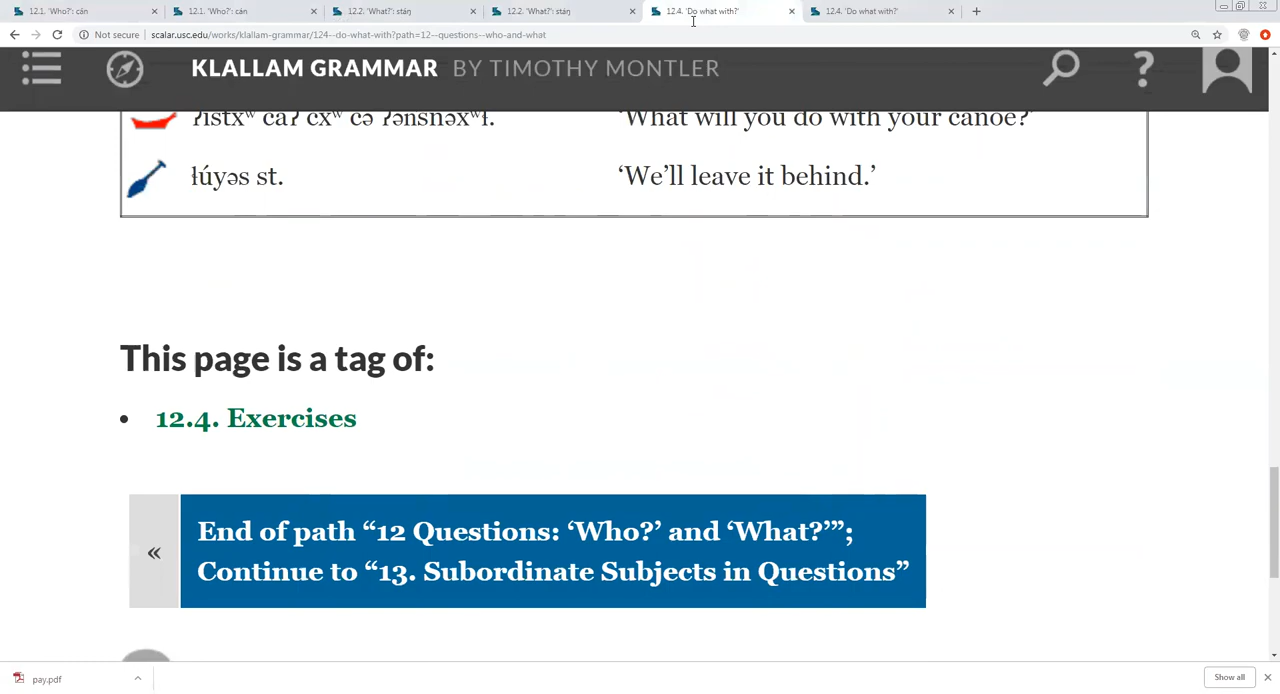 12.1. 'Who?': cán
12.1. 'Who?': cán
12.2. 'What?': stáŋ
12.2. 'What?': stáŋ
12.4. 'Do what with?'
12.4. 'Do what with?'
Not secure
scalar.usc.edu/works/klallam-grammar/124--do-what-with?path=12--questions--who-and-what
KLALLAM GRAMMAR BY TIMOTHY MONTLER
ʔístxʷ caʔ cxʷ cə ʔənsnə́xʷɬ. ‘What will you do with your canoe?’
ɬúyəs st. ‘We’ll leave it behind.’
This page is a tag of:
• 12.4. Exercises
« End of path “12 Questions: ‘Who?’ and ‘What?’”;
Continue to “13. Subordinate Subjects in Questions”
pay.pdf
Show all